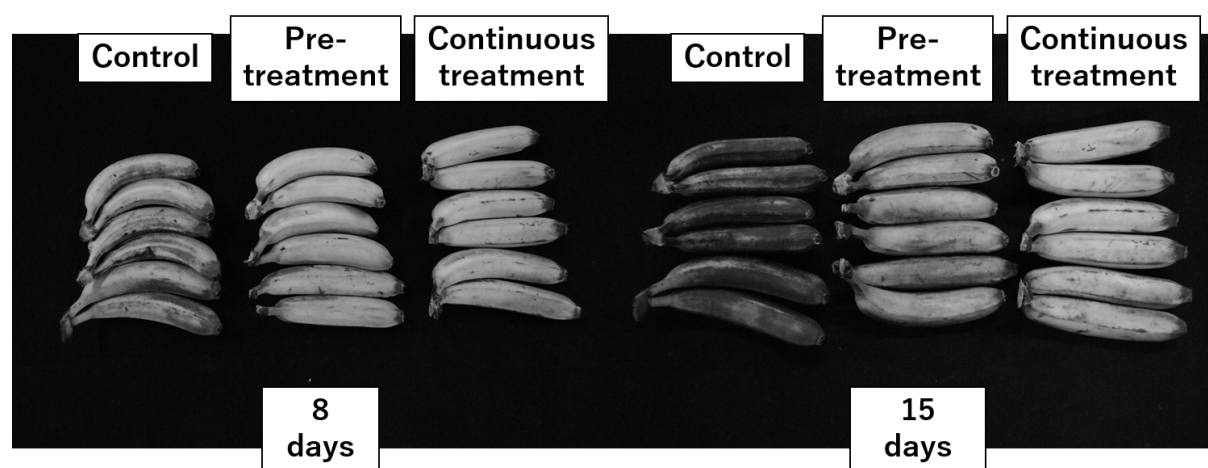 Control
Pre-
treatment
Continuous
treatment
Control
Pre-
treatment
Continuous
treatment
8
days
15
days